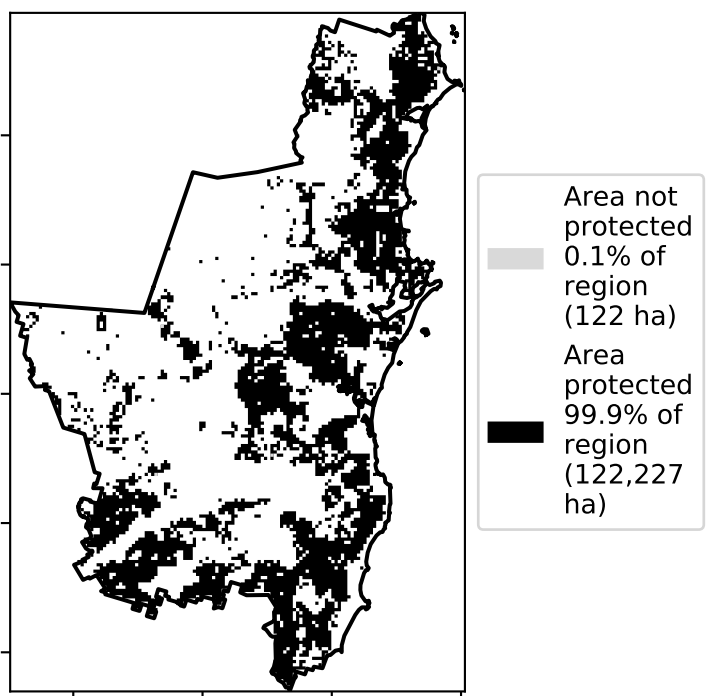 Area not
protected
0.1% of
region
(122 ha)
Area
protected
99.9% of
region
(122,227
ha)